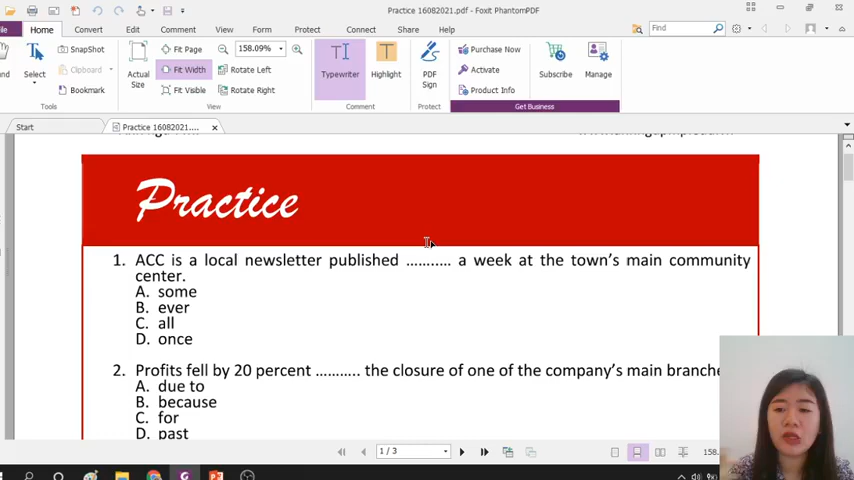 Practice 16082021.pdf - Foxit PhantomPDF
Home Convert Edit Comment View Form Protect Connect Share Help Find
SnapShot
Clipboard
Bookmark
Select
Tools
Actual Size
Fit Page
Fit Width
Fit Visible
158.09%
Rotate Left
Rotate Right
View
Typewriter
Highlight
Comment
PDF Sign
Protect
Purchase Now
Activate
Product Info
Subscribe
Manage
Get Business
Start
Practice 16082021....
Practice
1. ACC is a local newsletter published ........... a week at the town's main community
center.
A. some
B. ever
C. all
D. once
2. Profits fell by 20 percent ........... the closure of one of the company's main
A. due to
B. because
C. for
D. past
1 / 3
158.